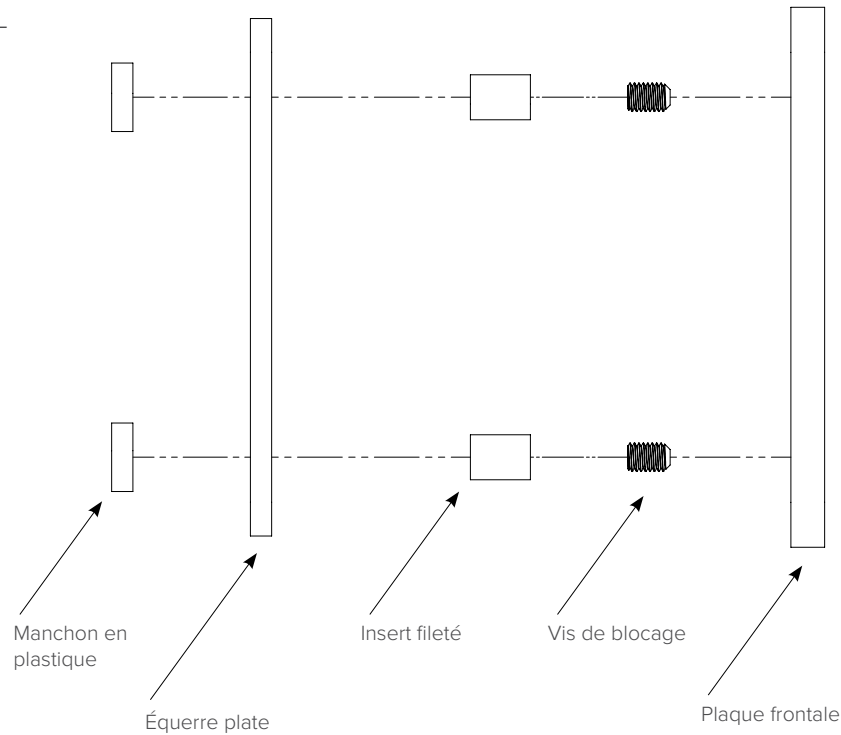 Manchon en
plastique
Équerre plate
Insert fileté
Vis de blocage
Plaque frontale